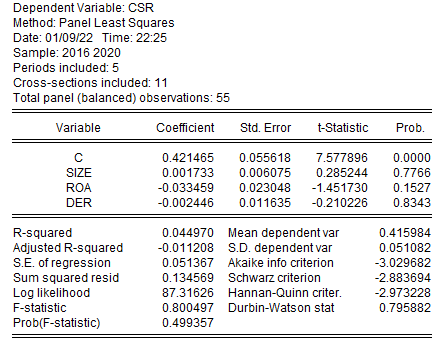 Dependent Variable: CSR
Method: Panel Least Squares
Date: 01/09/22 Time: 22:25
Sample: 2016 2020
Periods included: 5
Cross-sections included: 11
Total panel (balanced) observations: 55
Variable Coefficient Std. Error t-Statistic Prob.
C 0.421465 0.055618 7.577896 0.0000
SIZE 0.001733 0.006075 0.285244 0.7766
ROA -0.033459 0.023048 -1.451730 0.1527
DER -0.002446 0.011635 -0.210226 0.8343
R-squared 0.044970 Mean dependent var 0.415984
Adjusted R-squared -0.011208 S.D. dependent var 0.051082
S.E. of regression 0.051367 Akaike info criterion -3.029682
Sum squared resid 0.134569 Schwarz criterion -2.883694
Log likelihood 87.31626 Hannan-Quinn criter. -2.973228
F-statistic 0.800497 Durbin-Watson stat 0.795882
Prob(F-statistic) 0.499357